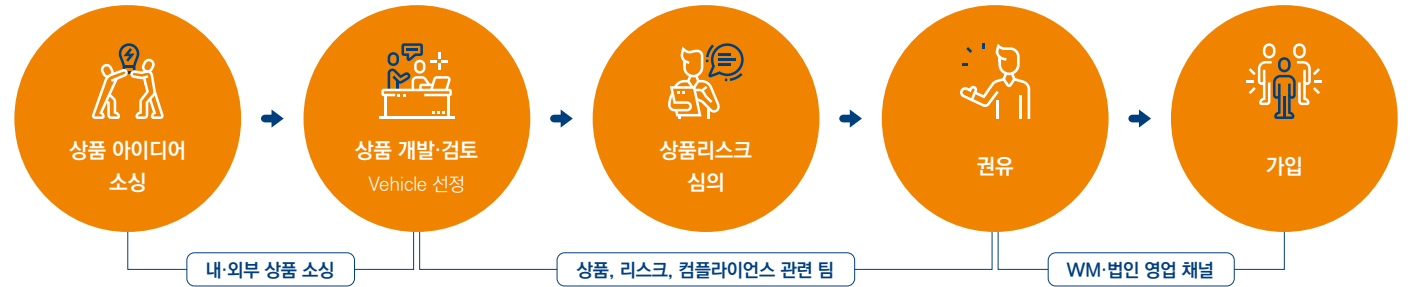 상품 아이디어
소싱
상품 개발·검토
Vehicle 선정
상품리스크
심의
권유
가입
내·외부 상품 소싱
상품, 리스크, 컴플라이언스 관련 팀
WM·법인 영업 채널